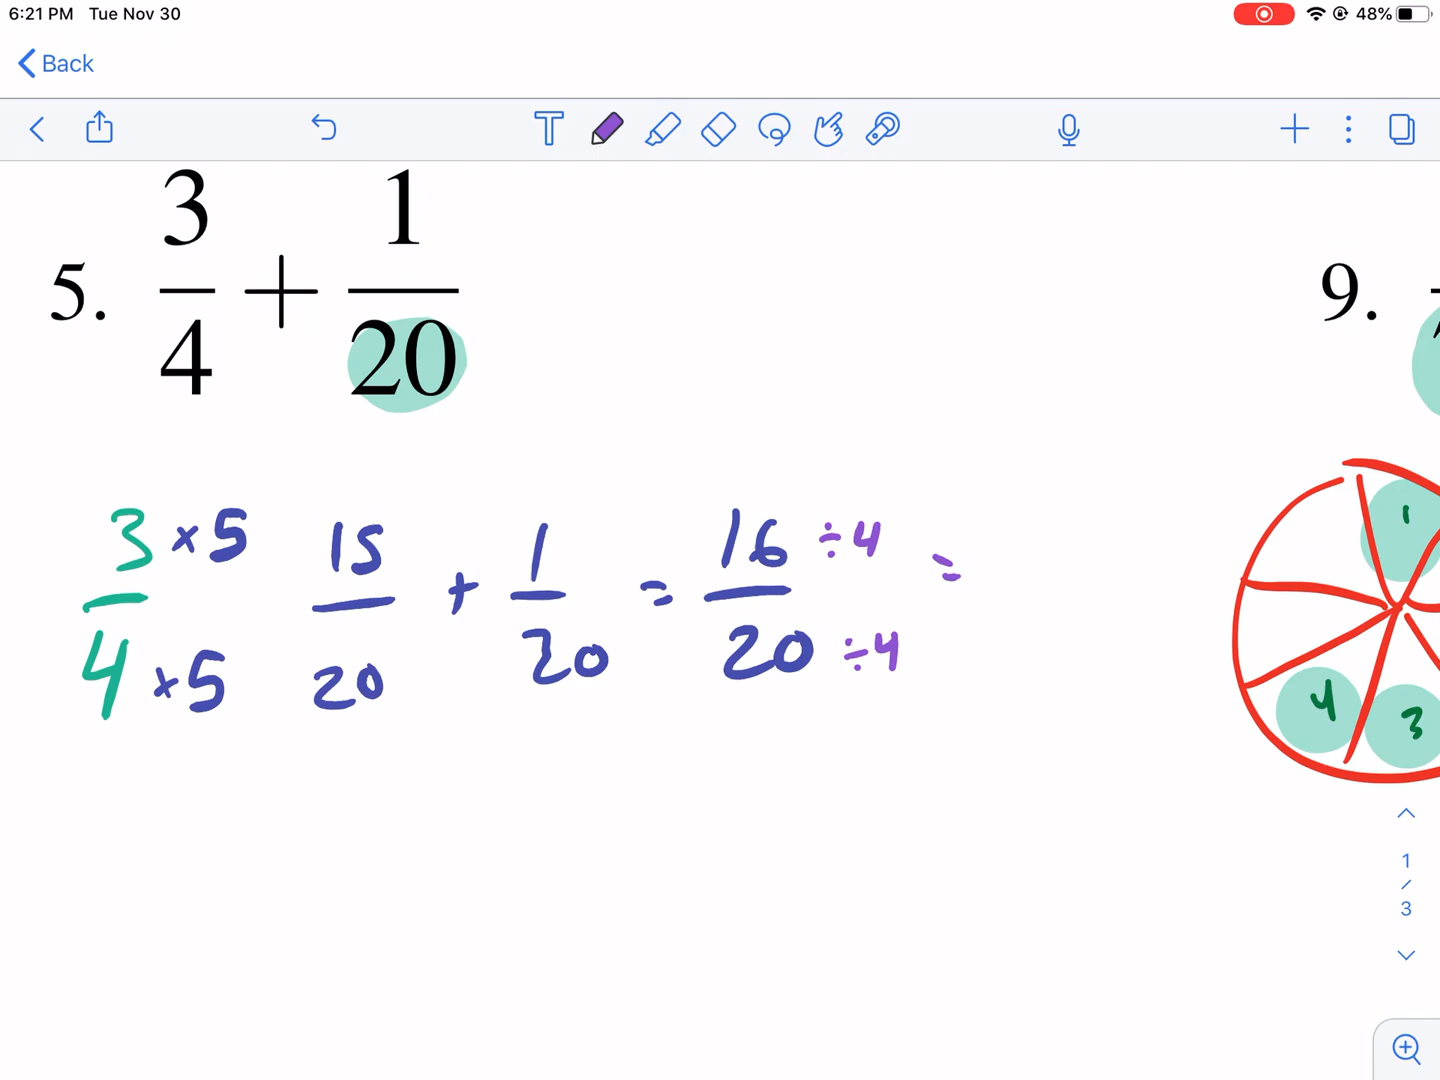 6:21 PM Tue Nov 30 48%
Back
T
5. 3/4 + 1/20
9.
3 ×5 / 4 ×5 15/20 + 1/20 = 16 ÷4 / 20 ÷4 =
1
4 3
1
/
3